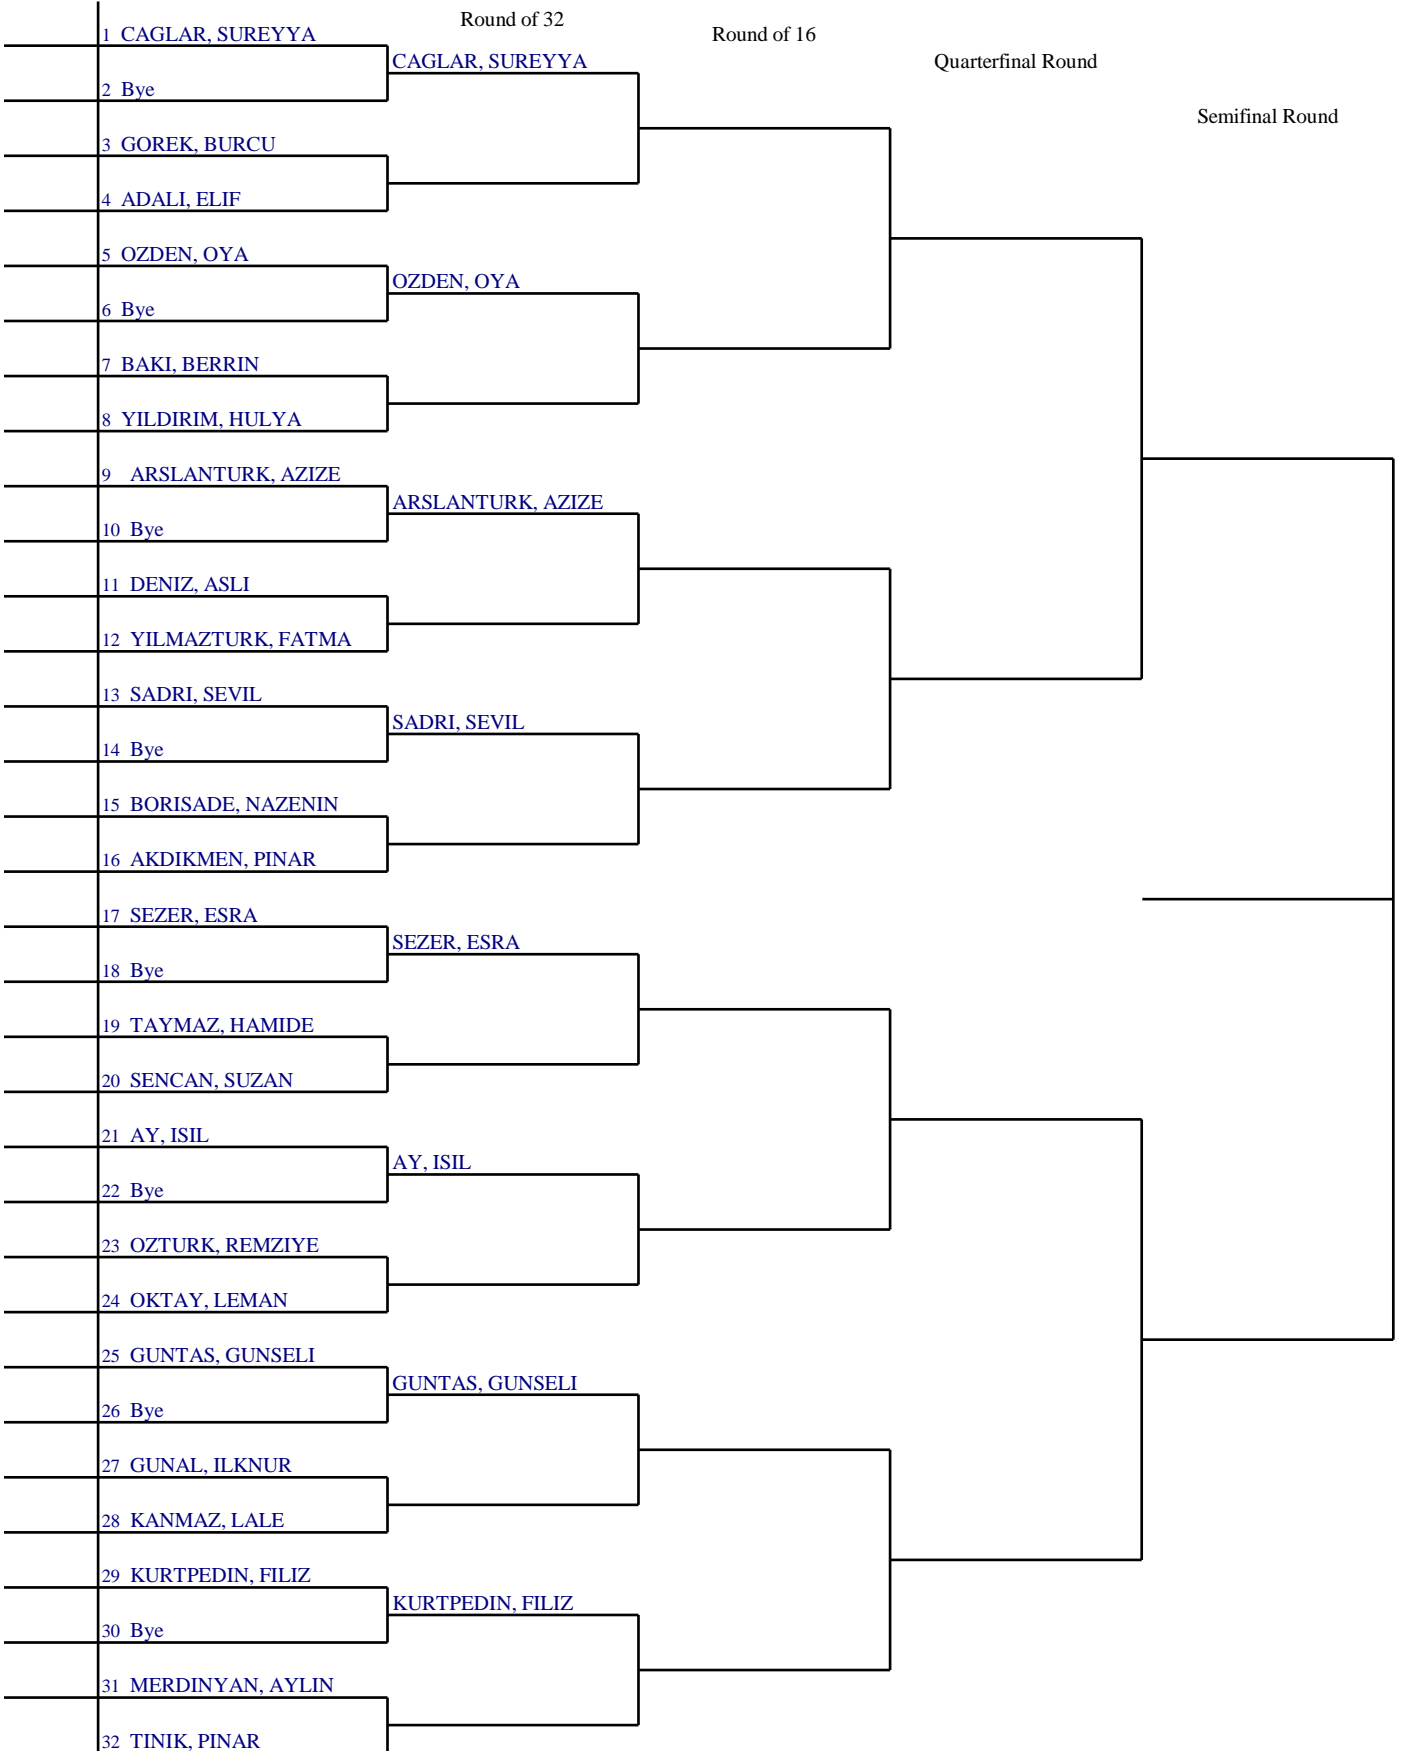 Round of 32
Round of 16
Quarterfinal Round
Semifinal Round
1 CAGLAR, SUREYYA
CAGLAR, SUREYYA
2 Bye
3 GOREK, BURCU
4 ADALI, ELIF
5 OZDEN, OYA
OZDEN, OYA
6 Bye
7 BAKI, BERRIN
8 YILDIRIM, HULYA
9 ARSLANTURK, AZIZE
ARSLANTURK, AZIZE
10 Bye
11 DENIZ, ASLI
12 YILMAZTURK, FATMA
13 SADRI, SEVIL
SADRI, SEVIL
14 Bye
15 BORISADE, NAZENIN
16 AKDIKMEN, PINAR
17 SEZER, ESRA
SEZER, ESRA
18 Bye
19 TAYMAZ, HAMIDE
20 SENCAN, SUZAN
21 AY, ISIL
AY, ISIL
22 Bye
23 OZTURK, REMZIYE
24 OKTAY, LEMAN
25 GUNTAS, GUNSELI
GUNTAS, GUNSELI
26 Bye
27 GUNAL, ILKNUR
28 KANMAZ, LALE
29 KURTPEDIN, FILIZ
KURTPEDIN, FILIZ
30 Bye
31 MERDINYAN, AYLIN
32 TINIK, PINAR